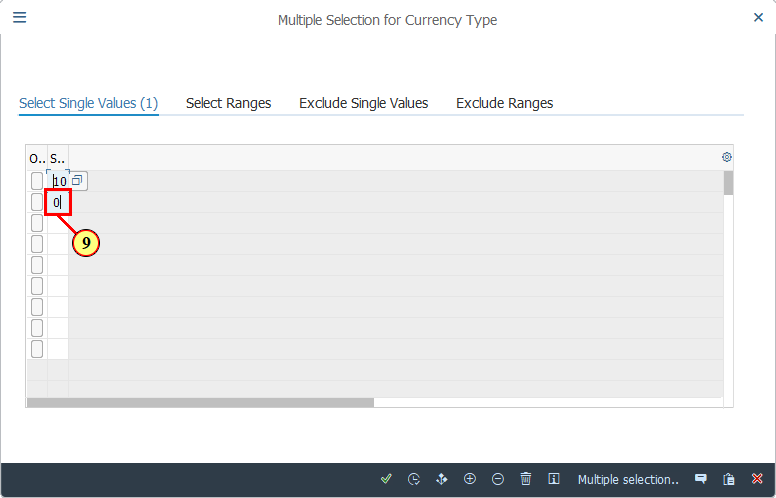 Multiple Selection for Currency Type
Select Single Values (1) Select Ranges Exclude Single Values Exclude Ranges
O.. S..
10
0
9
Multiple selection..